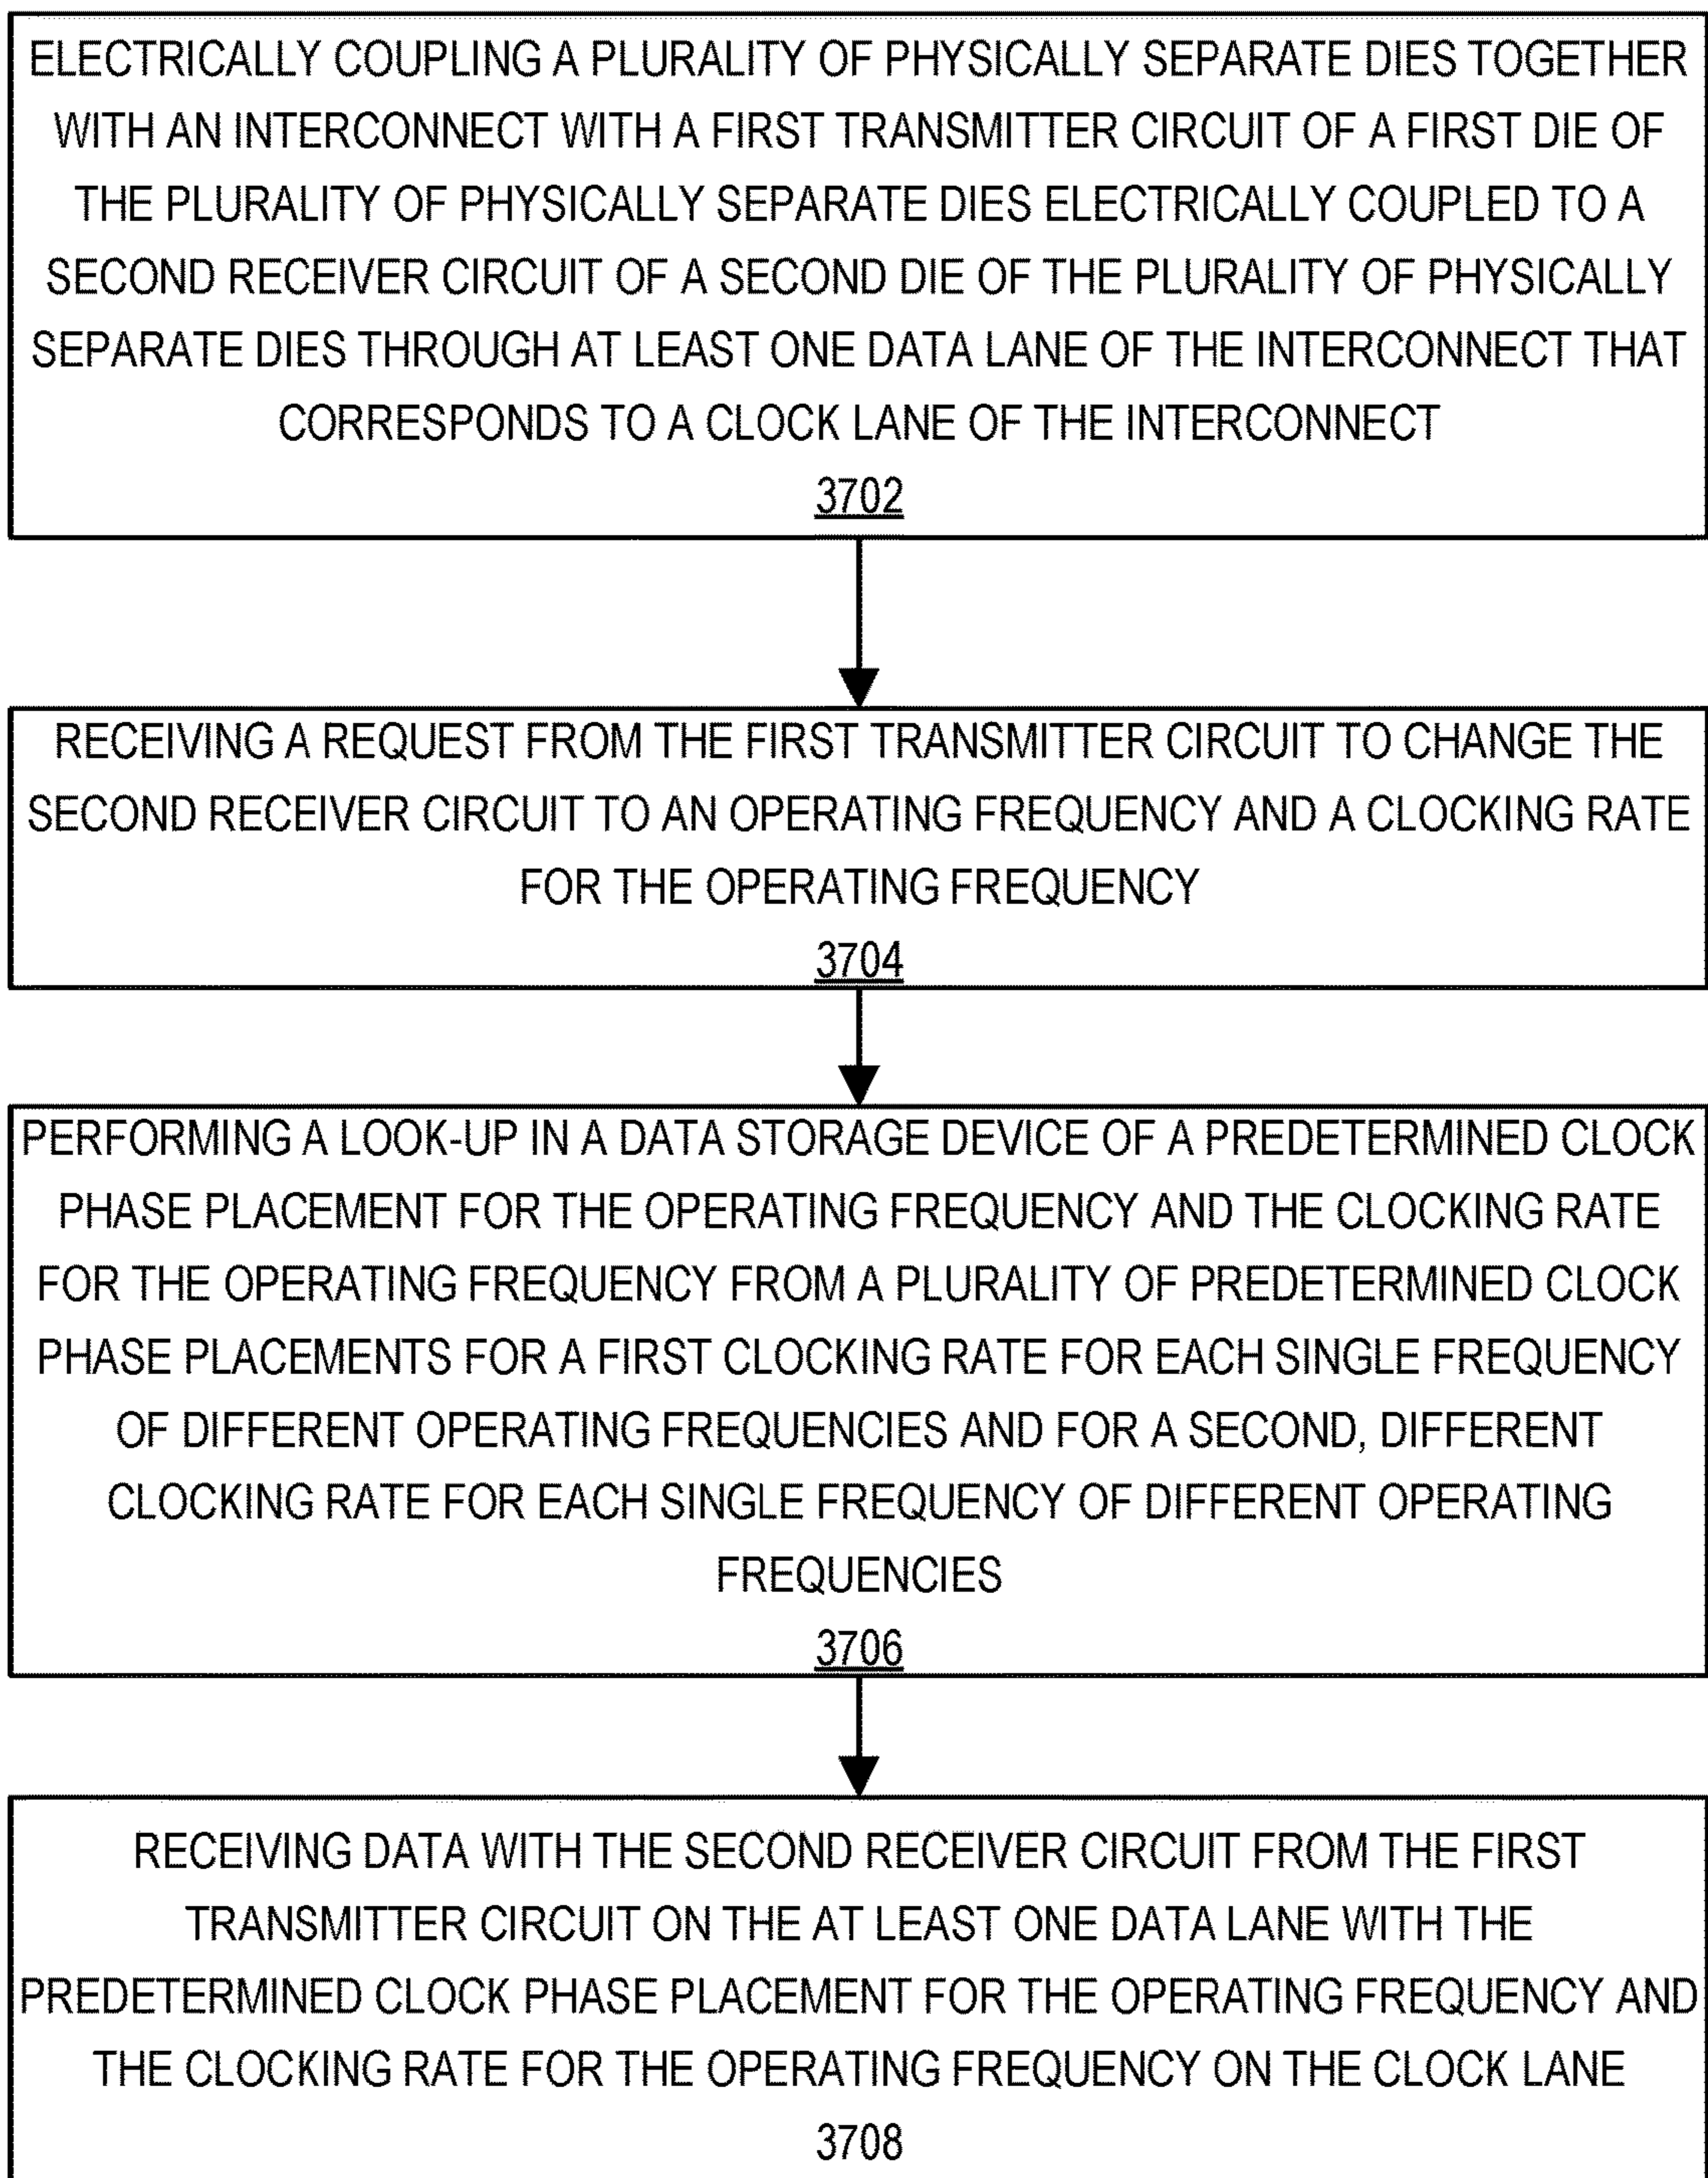 ELECTRICALLY COUPLING A PLURALITY OF PHYSICALLY SEPARATE DIES TOGETHER
WITH AN INTERCONNECT WITH A FIRST TRANSMITTER CIRCUIT OF A FIRST DIE OF
THE PLURALITY OF PHYSICALLY SEPARATE DIES ELECTRICALLY COUPLED TO A
SECOND RECEIVER CIRCUIT OF A SECOND DIE OF THE PLURALITY OF PHYSICALLY
SEPARATE DIES THROUGH AT LEAST ONE DATA LANE OF THE INTERCONNECT THAT
CORRESPONDS TO A CLOCK LANE OF THE INTERCONNECT
3702
RECEIVING A REQUEST FROM THE FIRST TRANSMITTER CIRCUIT TO CHANGE THE
SECOND RECEIVER CIRCUIT TO AN OPERATING FREQUENCY AND A CLOCKING RATE
FOR THE OPERATING FREQUENCY
3704
PERFORMING A LOOK-UP IN A DATA STORAGE DEVICE OF A PREDETERMINED CLOCK
PHASE PLACEMENT FOR THE OPERATING FREQUENCY AND THE CLOCKING RATE
FOR THE OPERATING FREQUENCY FROM A PLURALITY OF PREDETERMINED CLOCK
PHASE PLACEMENTS FOR A FIRST CLOCKING RATE FOR EACH SINGLE FREQUENCY
OF DIFFERENT OPERATING FREQUENCIES AND FOR A SECOND, DIFFERENT
CLOCKING RATE FOR EACH SINGLE FREQUENCY OF DIFFERENT OPERATING
FREQUENCIES
3706
RECEIVING DATA WITH THE SECOND RECEIVER CIRCUIT FROM THE FIRST
TRANSMITTER CIRCUIT ON THE AT LEAST ONE DATA LANE WITH THE
PREDETERMINED CLOCK PHASE PLACEMENT FOR THE OPERATING FREQUENCY AND
THE CLOCKING RATE FOR THE OPERATING FREQUENCY ON THE CLOCK LANE
3708